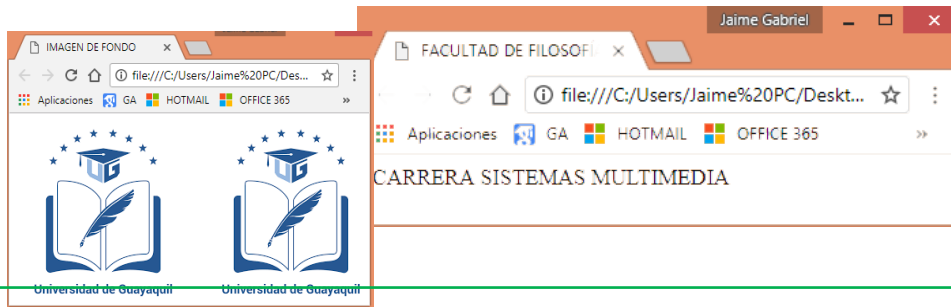 IMAGEN DE FONDO
file:///C:/Users/Jaime%20PC/Des...
Aplicaciones GA HOTMAIL OFFICE 365 »
UG UG
Universidad de Guayaquil Universidad de Guayaquil
Jaime Gabriel
FACULTAD DE FILOSOFÍ
file:///C:/Users/Jaime%20PC/Deskt...
Aplicaciones GA HOTMAIL OFFICE 365 »
CARRERA SISTEMAS MULTIMEDIA